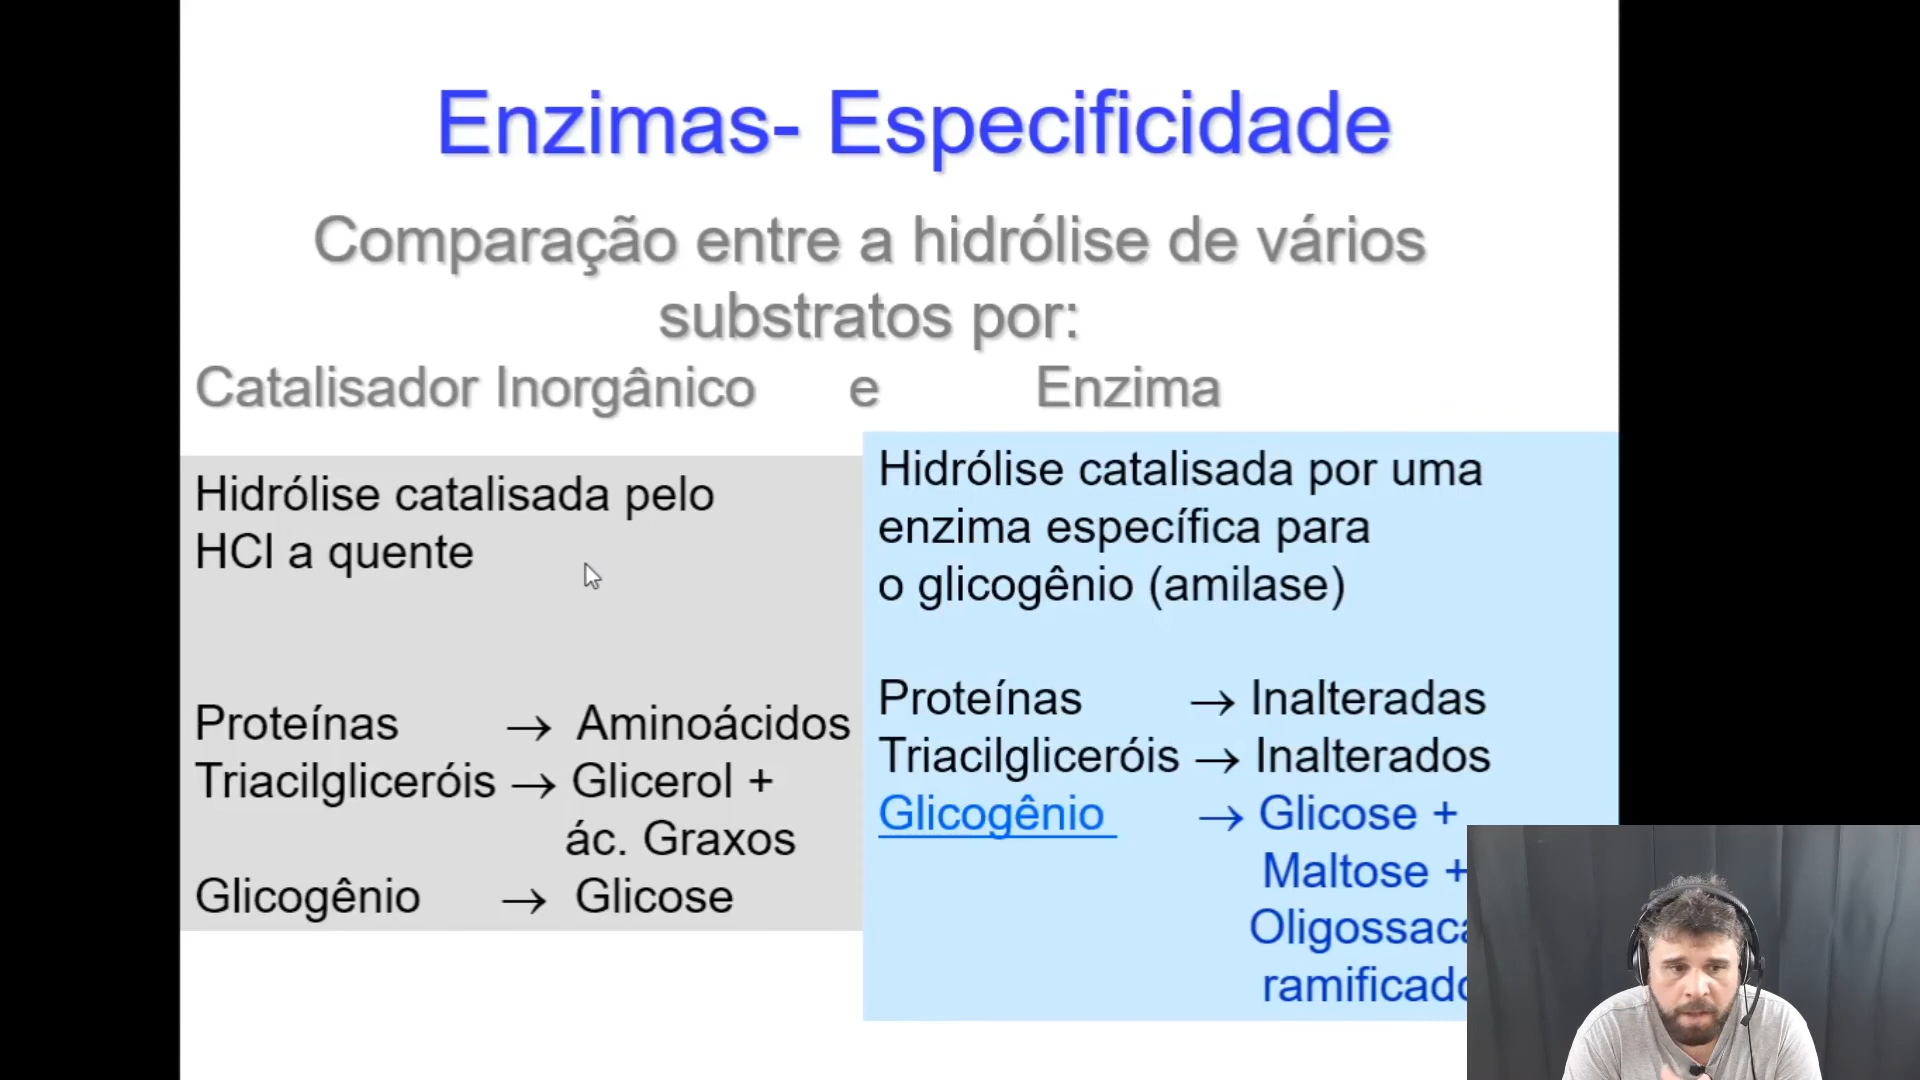 Enzimas- Especificidade
Comparação entre a hidrólise de vários
substratos por:
Catalisador Inorgânico e Enzima
Hidrólise catalisada pelo
HCl a quente
Proteínas → Aminoácidos
Triacilgliceróis → Glicerol +
ác. Graxos
Glicogênio → Glicose
Hidrólise catalisada por uma
enzima específica para
o glicogênio (amilase)
Proteínas → Inalteradas
Triacilgliceróis → Inalterados
Glicogênio → Glicose +
Maltose +